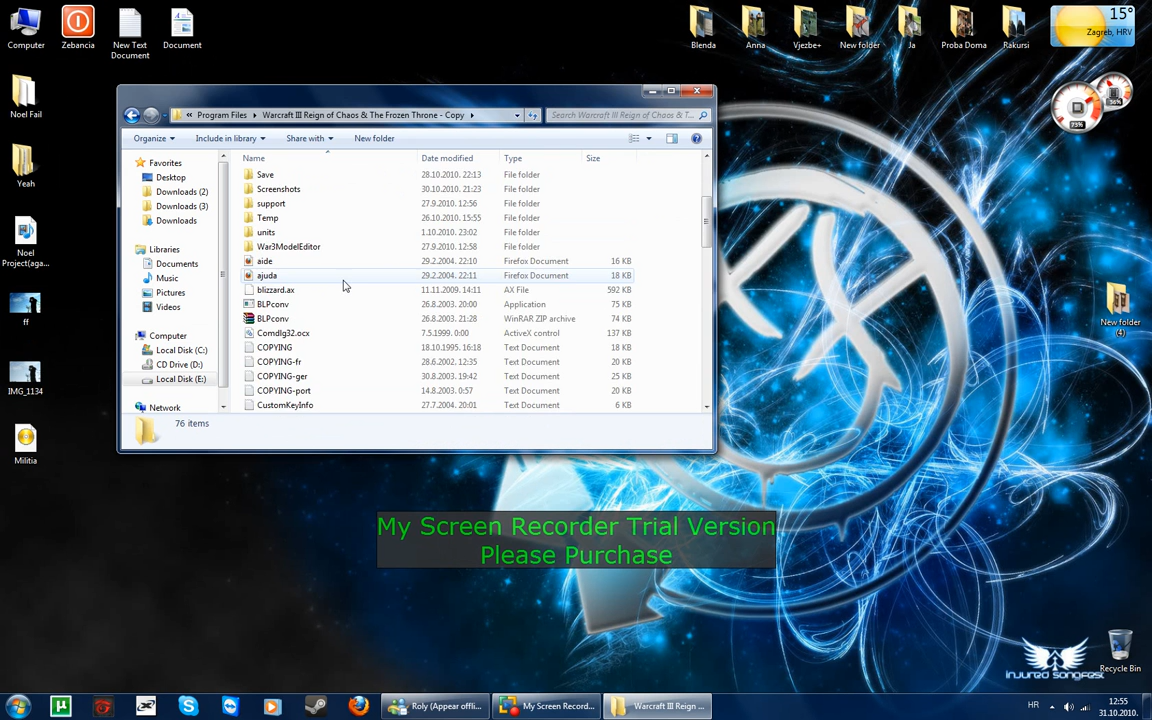 Computer
Zebancia
New Text Document
Document
Noel Fail
Yeah
Noel Project(aga...
ff
IMG_1134
Militia
Blenda
Anna
Vjezbe+
New folder
Ja
Proba Doma
Rakursi
15°
Zagreb, HRV
36%
73%
New folder (4)
Recycle Bin
« Program Files Warcraft III Reign of Chaos & The Frozen Throne - Copy
Search Warcraft III Reign of Chaos & T...
Organize Include in library Share with New folder
Favorites
Desktop
Downloads (2)
Downloads (3)
Downloads
Libraries
Documents
Music
Pictures
Videos
Computer
Local Disk (C:)
CD Drive (D:)
Local Disk (E:)
Network
Name Date modified Type Size
Save 28.10.2010. 22:13 File folder
Screenshots 30.10.2010. 21:23 File folder
support 27.9.2010. 12:56 File folder
Temp 26.10.2010. 15:55 File folder
units 1.10.2010. 23:02 File folder
War3ModelEditor 27.9.2010. 12:58 File folder
aide 29.2.2004. 22:10 Firefox Document 16 KB
ajuda 29.2.2004. 22:11 Firefox Document 18 KB
blizzard.ax 11.11.2009. 14:11 AX File 592 KB
BLPconv 26.8.2003. 21:00 Application 75 KB
BLPconv 26.8.2003. 21:28 WinRAR ZIP archive 74 KB
Comdlg32.ocx 7.5.1999. 0:00 ActiveX control 137 KB
COPYING 18.10.1995. 16:18 Text Document 18 KB
COPYING-fr 28.6.2002. 12:35 Text Document 20 KB
COPYING-ger 30.8.2003. 19:42 Text Document 25 KB
COPYING-port 14.8.2003. 0:57 Text Document 20 KB
CustomKeyInfo 27.7.2004. 20:01 Text Document 6 KB
76 items
My Screen Recorder Trial Version
Please Purchase
injured songfest
Roly (Appear offli...
My Screen Record...
Warcraft III Reign ...
HR
12:55
31.10.2010.